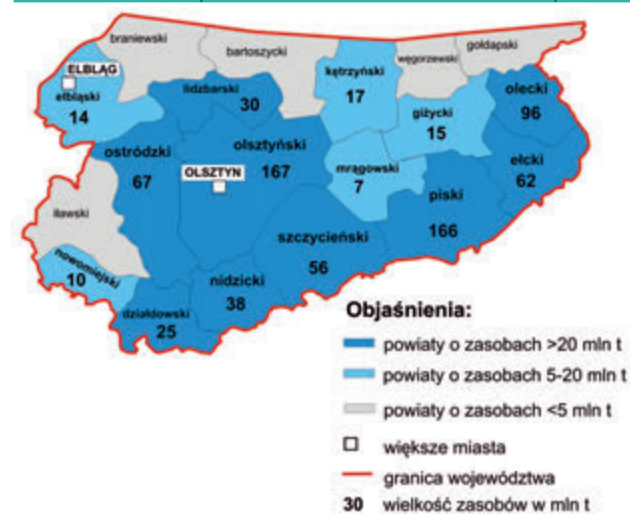 braniewski
bartoszycki
gołdapski
węgorzewski
ELBLĄG
elbląski
14
lidzbarski
30
kętrzyński
17
giżycki
15
olecki
96
ostródzki
67
olsztyński
167
OLSZTYN
mrągowski
7
ełcki
62
piski
166
iławski
szczycieński
56
nowomiejski
10
nidzicki
38
działdowski
25
Objaśnienia:
powiaty o zasobach >20 mln t
powiaty o zasobach 5-20 mln t
powiaty o zasobach <5 mln t
większe miasta
granica województwa
30 wielkość zasobów w mln t